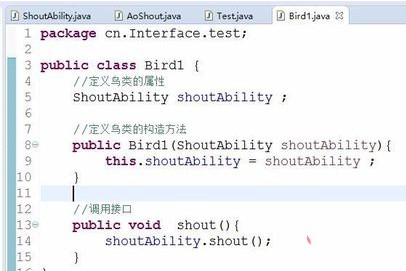 ShoutAbility.java AoShout.java Test.java Bird1.java
1 package cn.Interface.test;
2
3 public class Bird1 {
4 //定义鸟类的属性
5 ShoutAbility shoutAbility ;
6
7 //定义鸟类的构造方法
8 public Bird1(ShoutAbility shoutAbility){
9 this.shoutAbility = shoutAbility ;
10 }
11
12 //调用接口
13 public void shout(){
14 shoutAbility.shout();
15 }